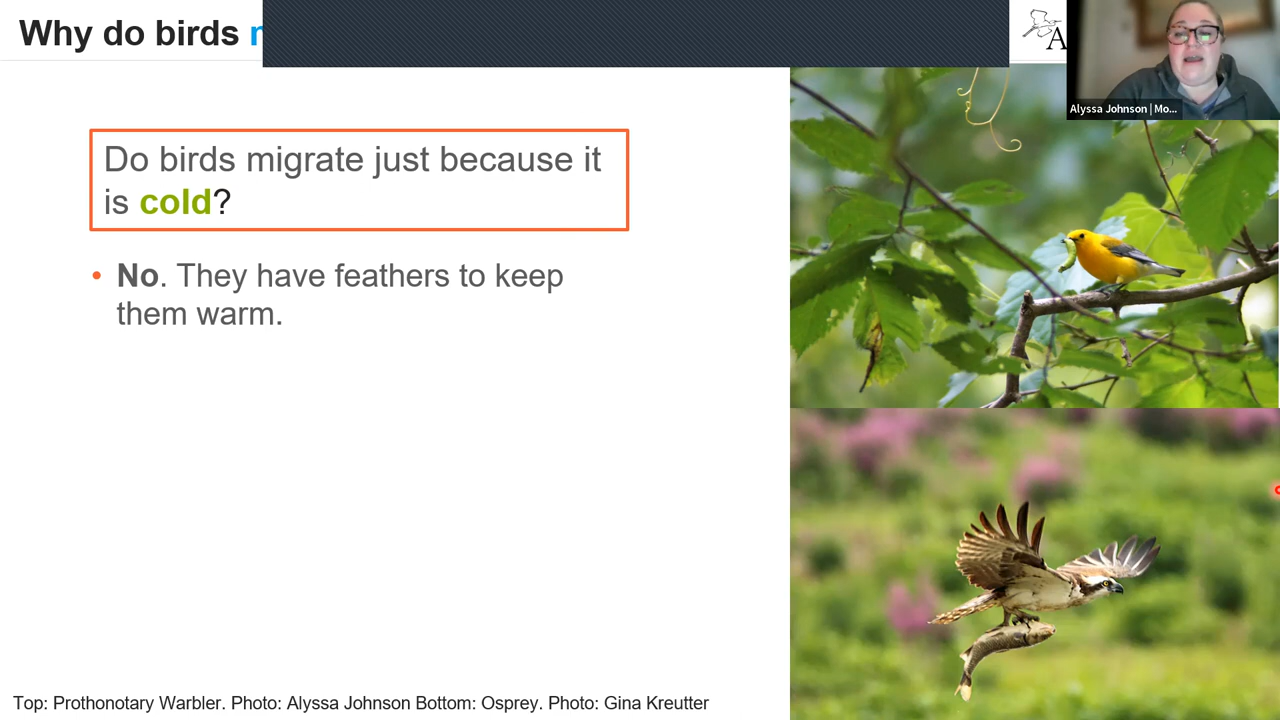 Why do birds
A
Alyssa Johnson | Mo...
Do birds migrate just because it
is cold?
• No. They have feathers to keep
them warm.
Top: Prothonotary Warbler. Photo: Alyssa Johnson Bottom: Osprey. Photo: Gina Kreutter